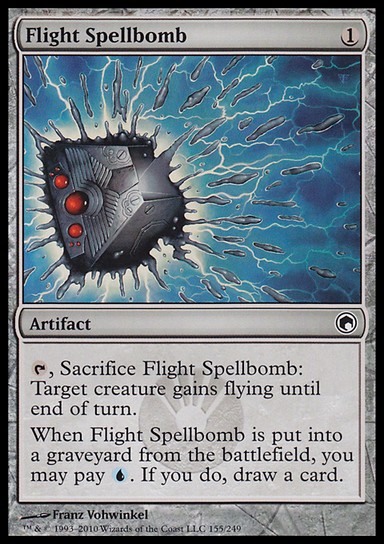 Flight Spellbomb 1
Artifact
, Sacrifice Flight Spellbomb:
Target creature gains flying until
end of turn.
When Flight Spellbomb is put into
a graveyard from the battlefield, you
may pay . If you do, draw a card.
Franz Vohwinkel
™ & © 1993–2010 Wizards of the Coast LLC 155/249